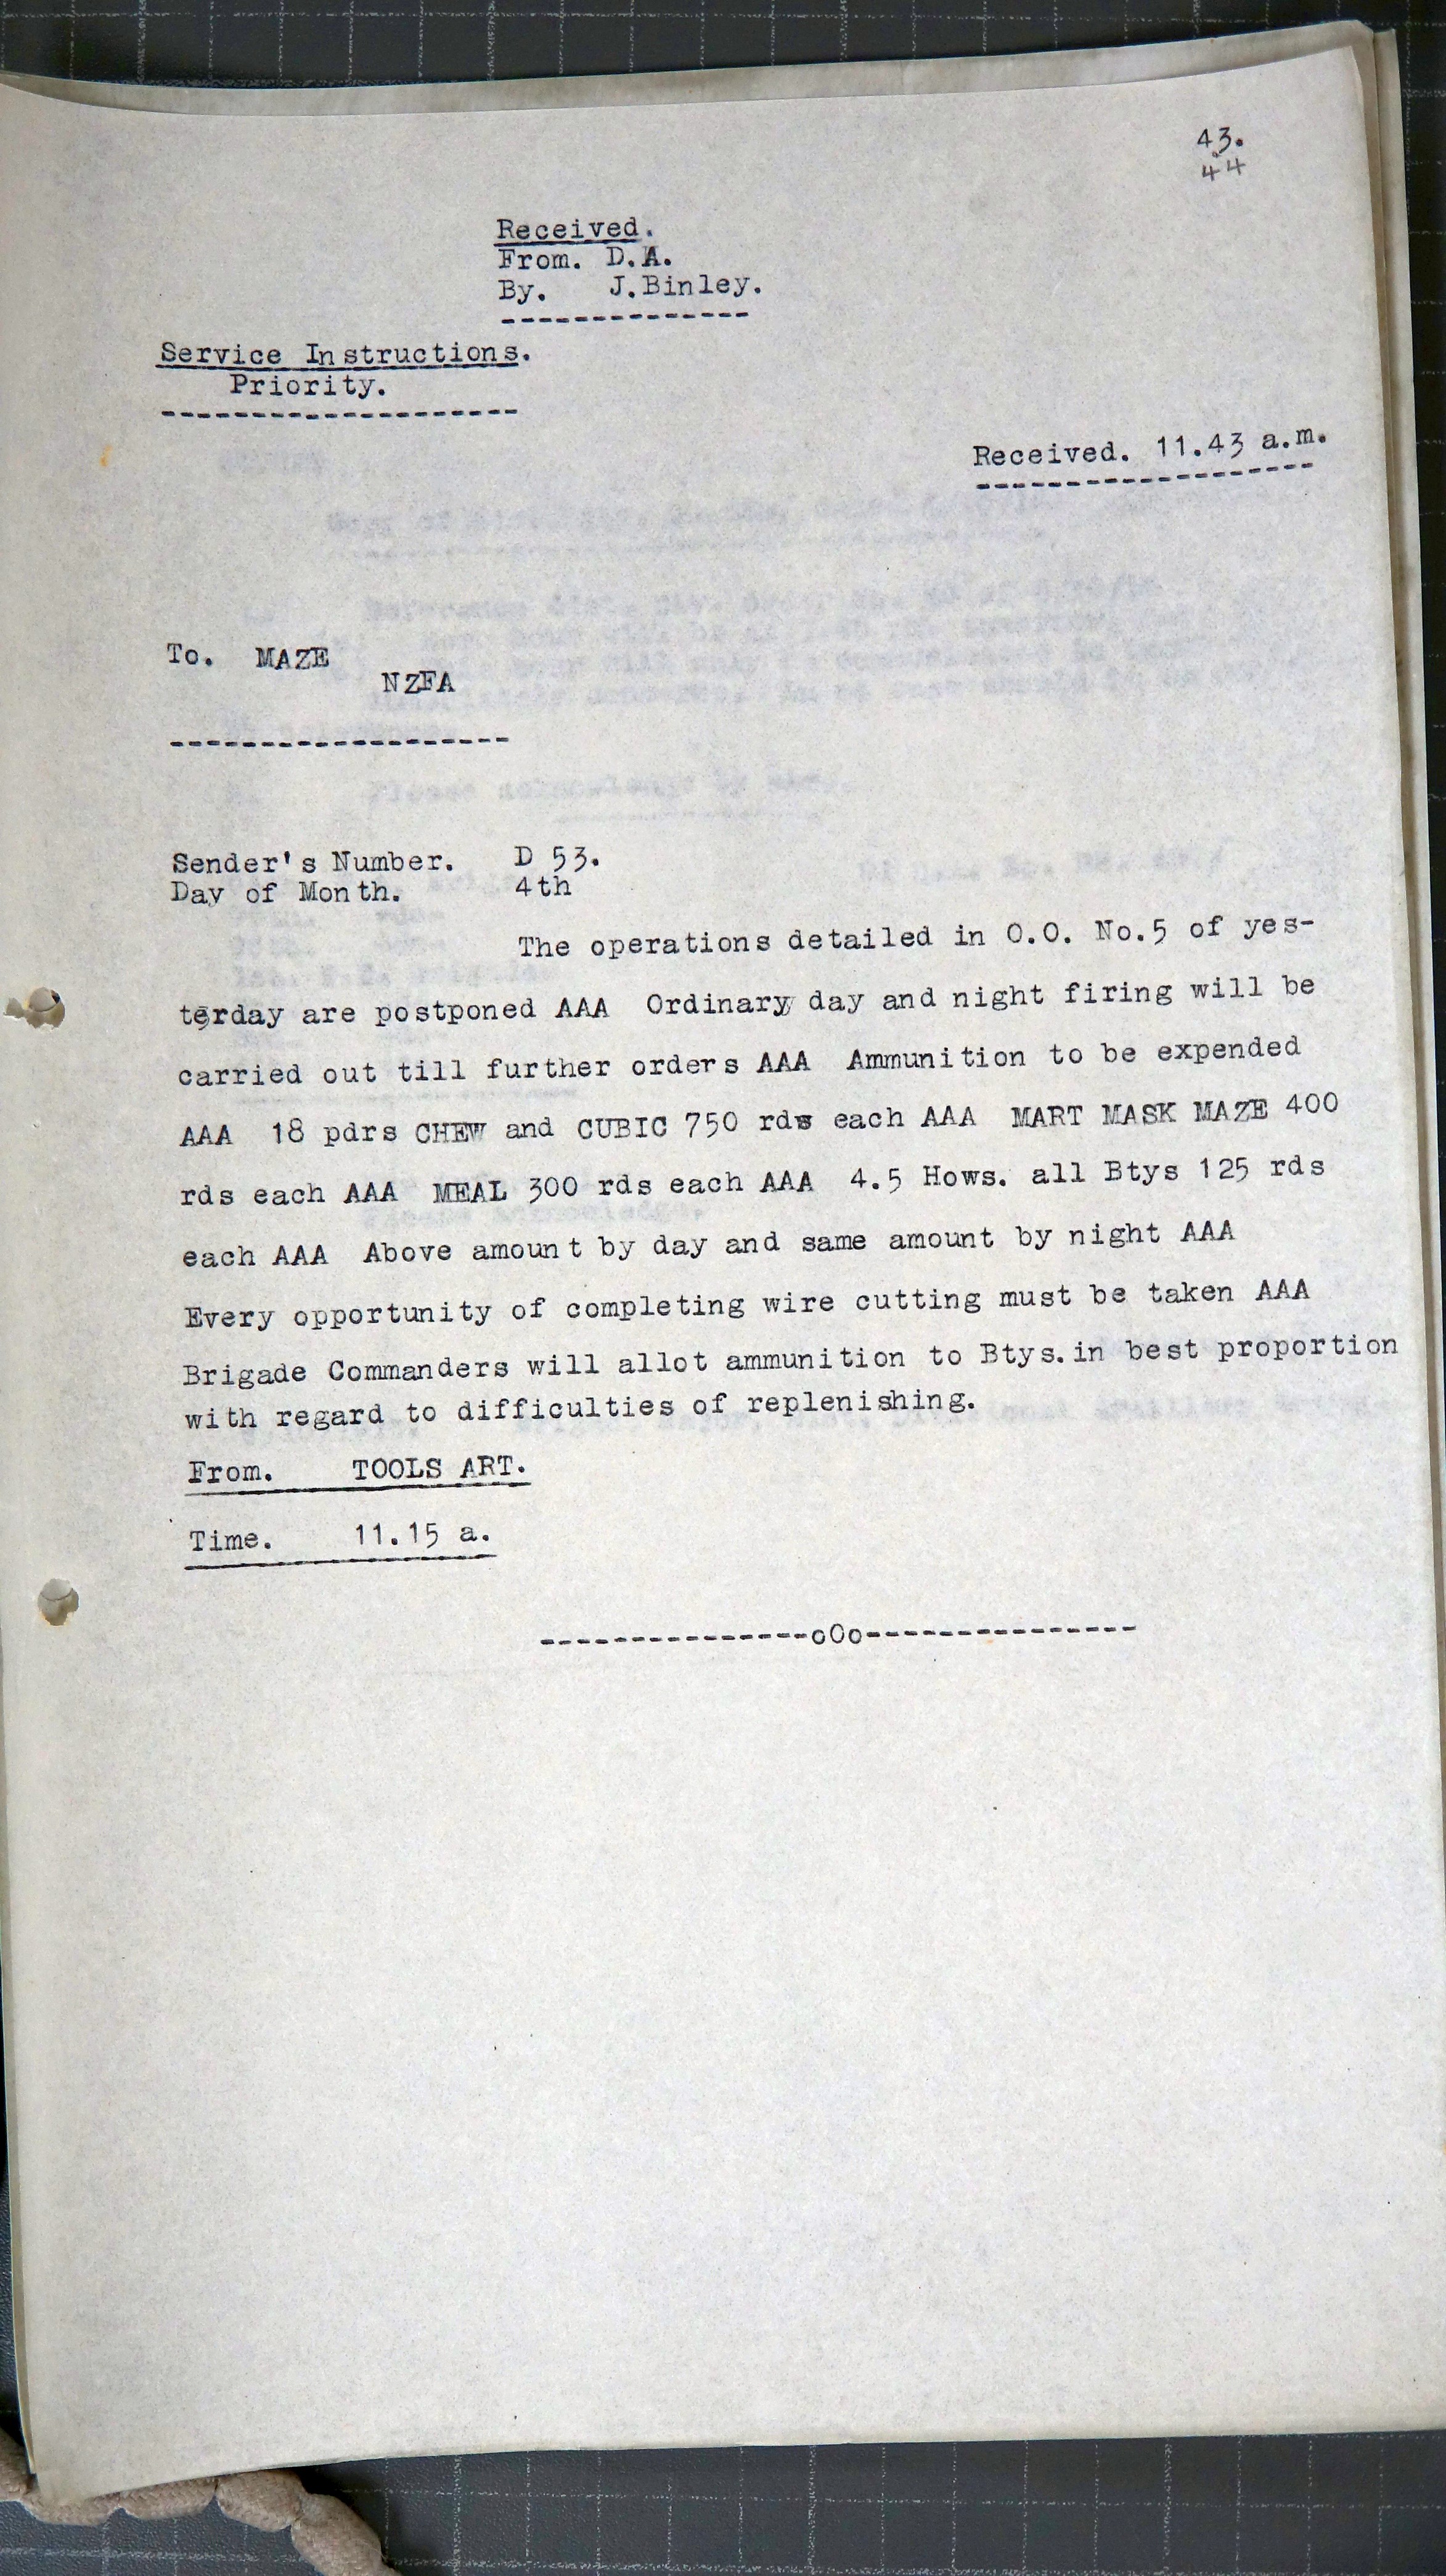 43.
44
Received.
From. D.A.
By. J.Binley.
--------------
Service Instructions.
Priority.
--------------------
Received. 11.43 a.m.
-------------------
To. MAZE
NZFA
-------------------
Sender's Number. D 53.
Day of Month. 4th
The operations detailed in O.O. No.5 of yes-
terday are postponed AAA Ordinary day and night firing will be
carried out till further orders AAA Ammunition to be expended
AAA 18 pdrs CHEW and CUBIC 750 rds each AAA MART MASK MAZE 400
rds each AAA MEAL 300 rds each AAA 4.5 Hows. all Btys 125 rds
each AAA Above amount by day and same amount by night AAA
Every opportunity of completing wire cutting must be taken AAA
Brigade Commanders will allot ammunition to Btys.in best proportion
with regard to difficulties of replenishing.
From. TOOLS ART.
Time. 11.15 a.
---------------oOo---------------